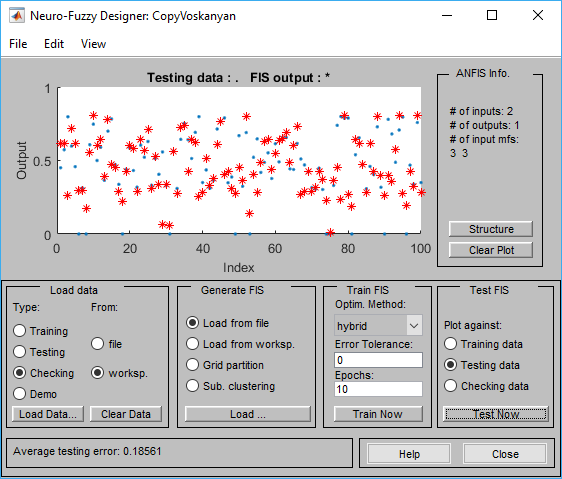 Neuro-Fuzzy Designer: CopyVoskanyan
File Edit View
Testing data : . FIS output : *
Output
1
0.5
0
0 20 40 60 80 100
Index
ANFIS Info.
# of inputs: 2
# of outputs: 1
# of input mfs:
3 3
Structure
Clear Plot
Load data
Type: From:
Training
Testing
Checking
Demo
file
worksp.
Load Data... Clear Data
Generate FIS
Load from file
Load from worksp.
Grid partition
Sub. clustering
Load ...
Train FIS
Optim. Method:
hybrid
Error Tolerance:
0
Epochs:
10
Train Now
Test FIS
Plot against:
Training data
Testing data
Checking data
Test Now
Average testing error: 0.18561
Help Close